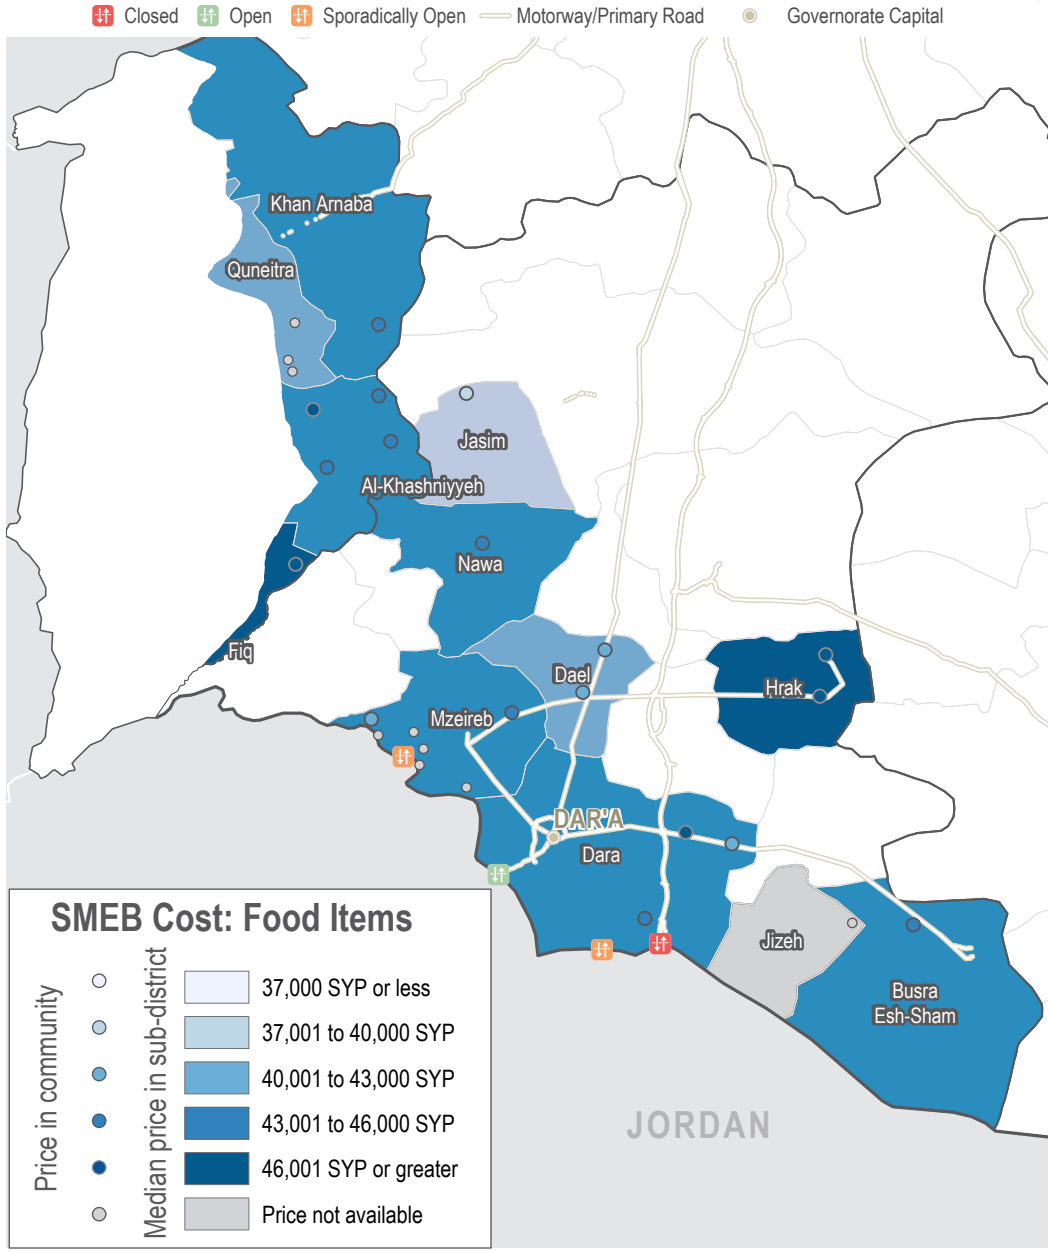 Closed Open Sporadically Open Motorway/Primary Road Governorate Capital
Khan Arnaba
Quneitra
Jasim
Al-Khashniyyeh
Nawa
Fiq
Dael
Hrak
Mzeireb
DAR'A
Dara
Jizeh
Busra
Esh-Sham
JORDAN
SMEB Cost: Food Items
Price in community
Median price in sub-district
37,000 SYP or less
37,001 to 40,000 SYP
40,001 to 43,000 SYP
43,001 to 46,000 SYP
46,001 SYP or greater
Price not available